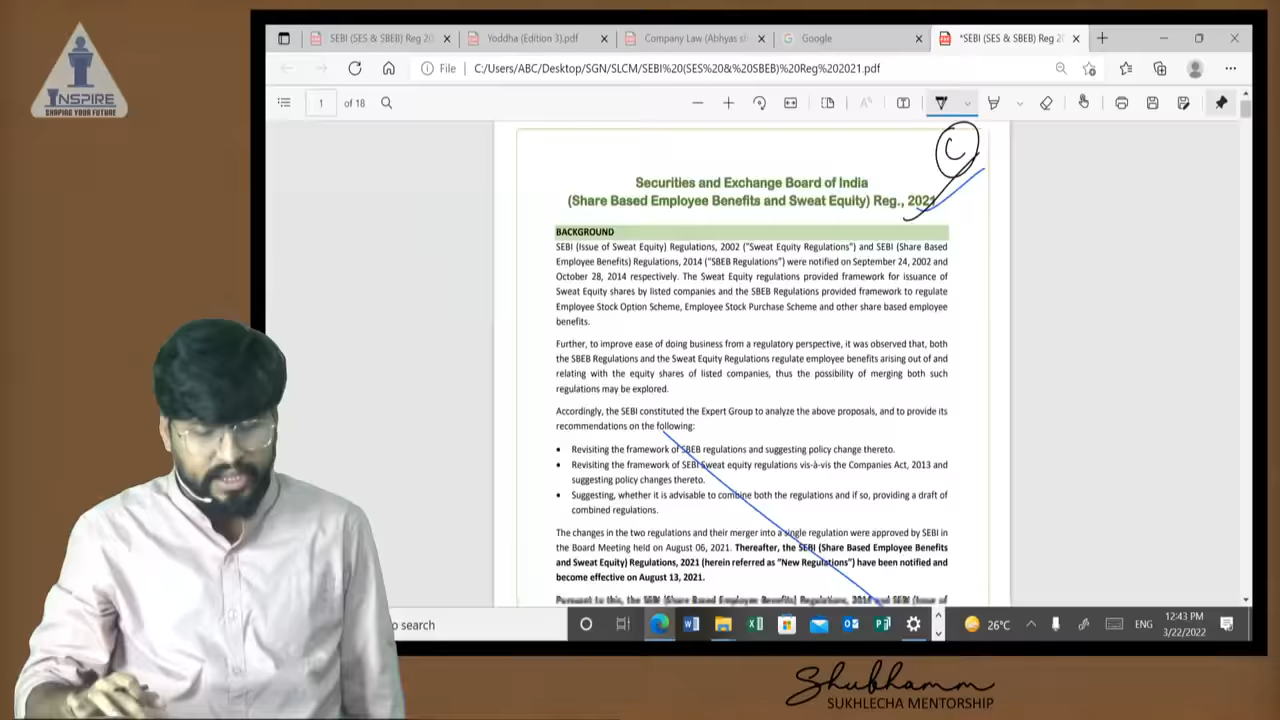 INSPIRE
SHAPING YOUR FUTURE
SEBI (SES & SBEB) Reg 20
Yoddha (Edition 3).pdf
Company Law (Abhyas sh
Google
*SEBI (SES & SBEB) Reg 20
File
C:/Users/ABC/Desktop/SGN/SLCM/SEBI%20(SES%20&%20SBEB)%20Reg%202021.pdf
1 of 18
C
Securities and Exchange Board of India
(Share Based Employee Benefits and Sweat Equity) Reg., 2021
BACKGROUND
SEBI (Issue of Sweat Equity) Regulations, 2002 ("Sweat Equity Regulations") and SEBI (Share Based
Employee Benefits) Regulations, 2014 ("SBEB Regulations") were notified on September 24, 2002 and
October 28, 2014 respectively. The Sweat Equity regulations provided framework for issuance of
Sweat Equity shares by listed companies and the SBEB Regulations provided framework to regulate
Employee Stock Option Scheme, Employee Stock Purchase Scheme and other share based employee
benefits.
Further, to improve ease of doing business from a regulatory perspective, it was observed that, both
the SBEB Regulations and the Sweat Equity Regulations regulate employee benefits arising out of and
relating with the equity shares of listed companies, thus the possibility of merging both such
regulations may be explored.
Accordingly, the SEBI constituted the Expert Group to analyze the above proposals, and to provide its
recommendations on the following:
• Revisiting the framework of SBEB regulations and suggesting policy change thereto.
• Revisiting the framework of SEBI Sweat equity regulations vis-à-vis the Companies Act, 2013 and
suggesting policy changes thereto.
• Suggesting, whether it is advisable to combine both the regulations and if so, providing a draft of
combined regulations.
The changes in the two regulations and their merger into a single regulation were approved by SEBI in
the Board Meeting held on August 06, 2021. Thereafter, the SEBI (Share Based Employee Benefits
and Sweat Equity) Regulations, 2021 (herein referred as "New Regulations") have been notified and
become effective on August 13, 2021.
Pursuant to this, the SEBI (Share Based Employee Benefits) Regulations, 2014 and SEBI (Issue of
o search
26°C
ENG
12:43 PM
3/22/2022
Shubhamm
SUKHLECHA MENTORSHIP